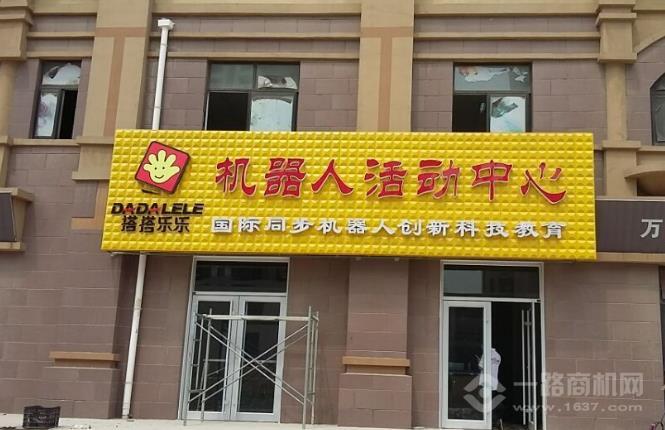 机器人活动中心
DADALELE
搭搭乐乐
国际同步机器人创新科技教育
万
一路商机网
www.1637.com